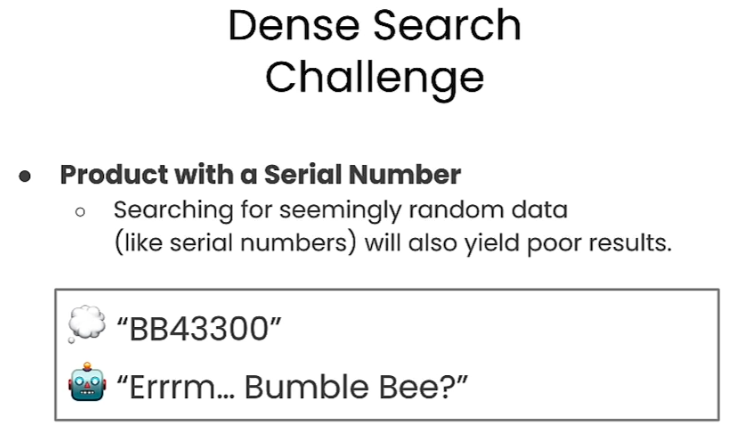 Dense Search
Challenge
● Product with a Serial Number
○ Searching for seemingly random data
(like serial numbers) will also yield poor results.
“BB43300”
“Errrm... Bumble Bee?”